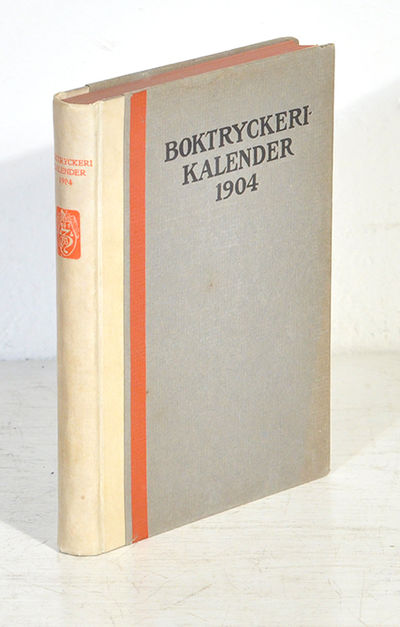 BOKTRYCKERI-
KALENDER
1904
BOKTRYCKERI
KALENDER
1904